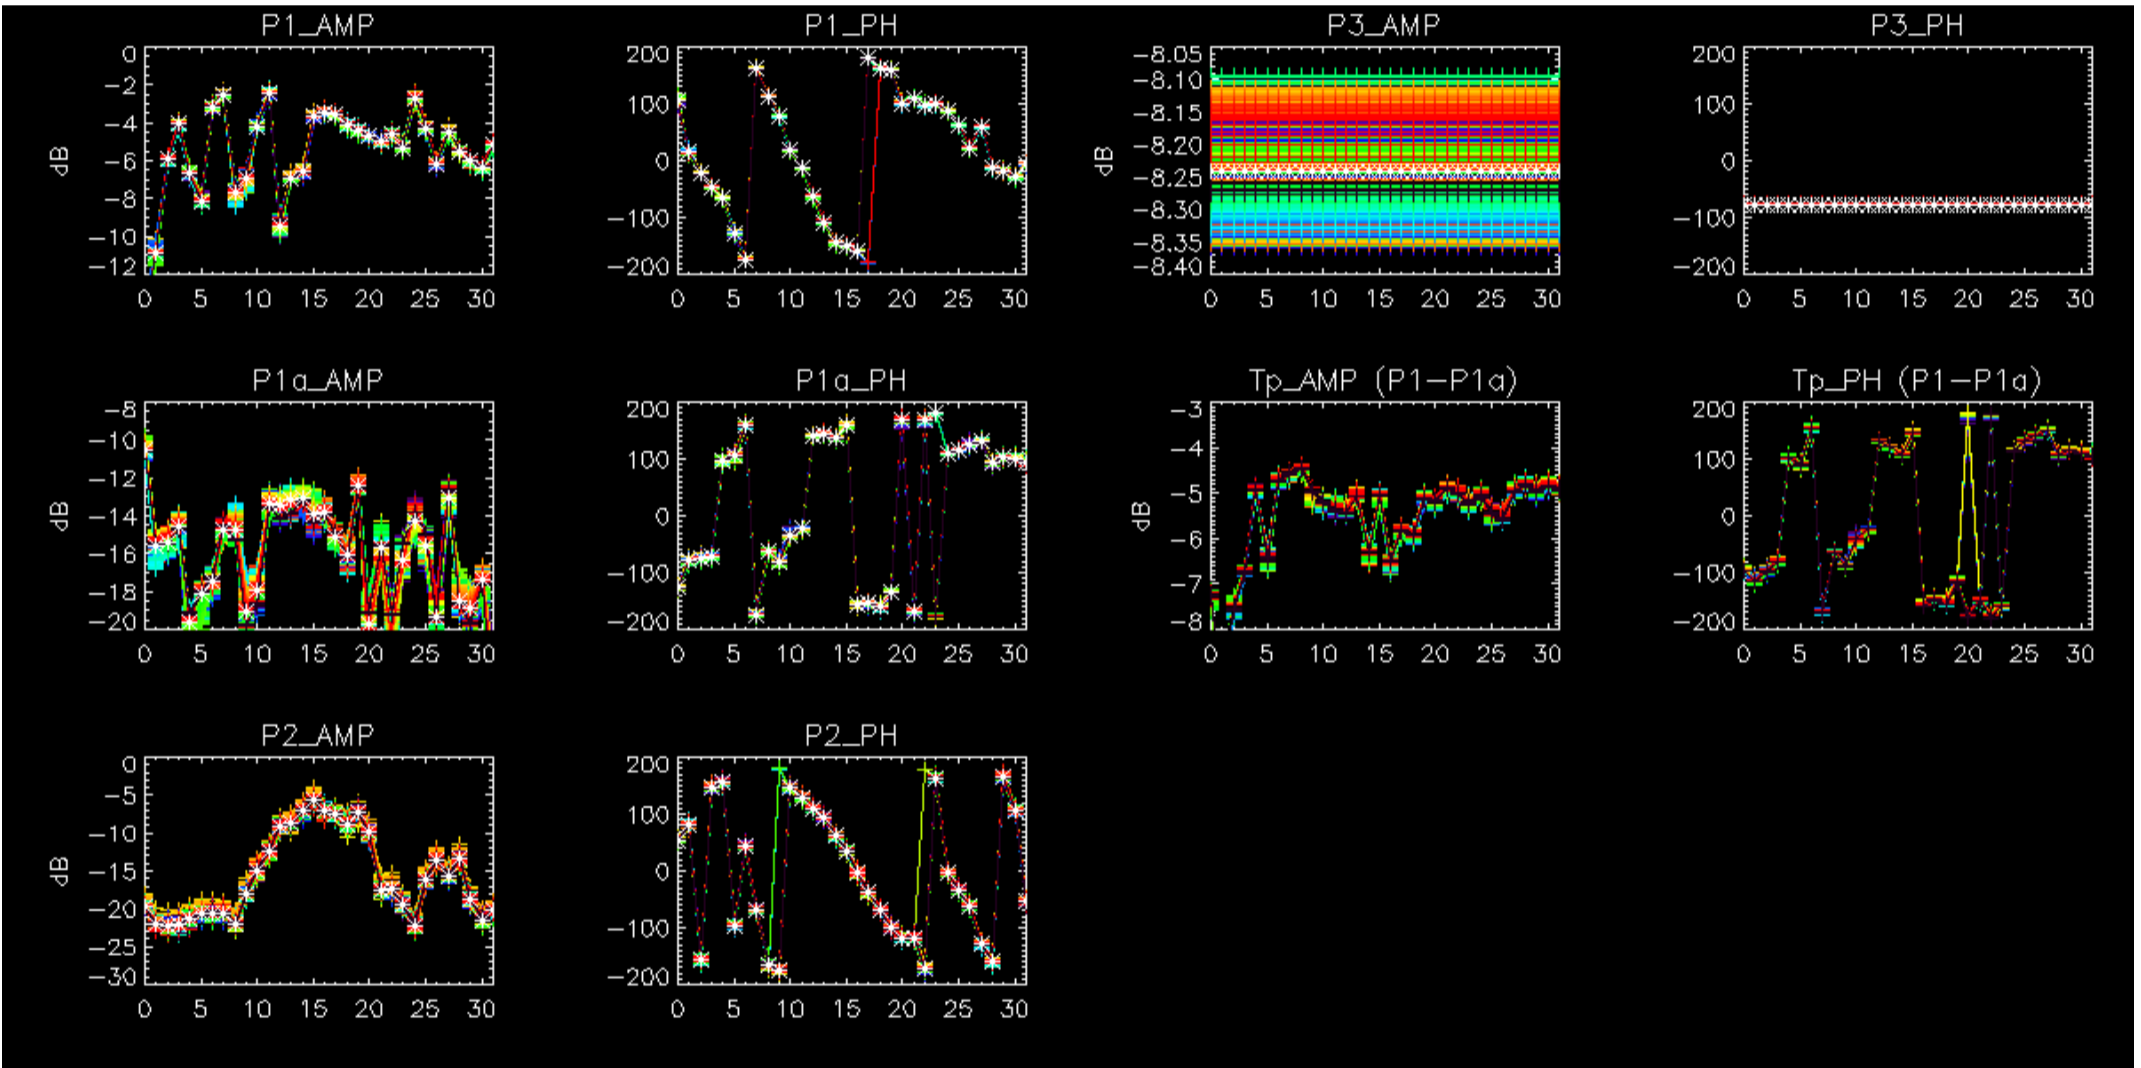 P1_AMP
P1_PH
P3_AMP
P3_PH
dB
0
−2
−4
−6
−8
−10
−12
0 5 10 15 20 25 30
200
100
0
−100
−200
0 5 10 15 20 25 30
dB
−8.05
−8.10
−8.15
−8.20
−8.25
−8.30
−8.35
−8.40
0 5 10 15 20 25 30
200
100
0
−100
−200
0 5 10 15 20 25 30
P1a_AMP
P1a_PH
Tp_AMP (P1−P1a)
Tp_PH (P1−P1a)
dB
−8
−10
−12
−14
−16
−18
−20
0 5 10 15 20 25 30
200
100
0
−100
−200
0 5 10 15 20 25 30
dB
−3
−4
−5
−6
−7
−8
0 5 10 15 20 25 30
200
100
0
−100
−200
0 5 10 15 20 25 30
P2_AMP
P2_PH
dB
0
−5
−10
−15
−20
−25
−30
0 5 10 15 20 25 30
200
100
0
−100
−200
0 5 10 15 20 25 30